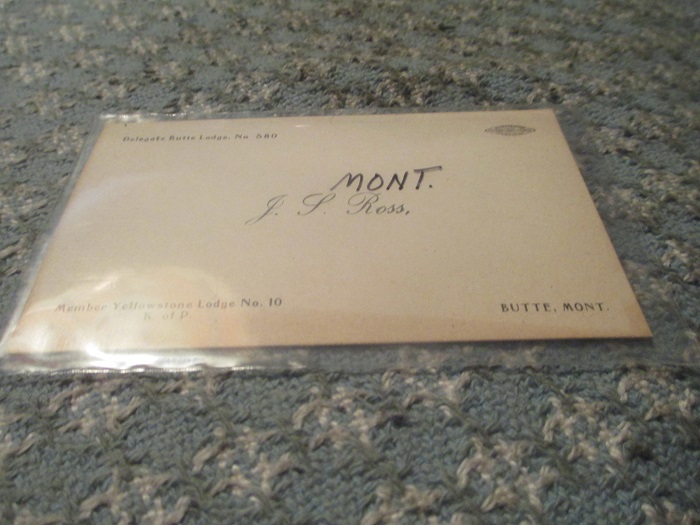 Delegate Butte Lodge, No. 580
MONT.
J. S. Ross,
Member Yellowstone Lodge No. 10
K. of P.
BUTTE, MONT.